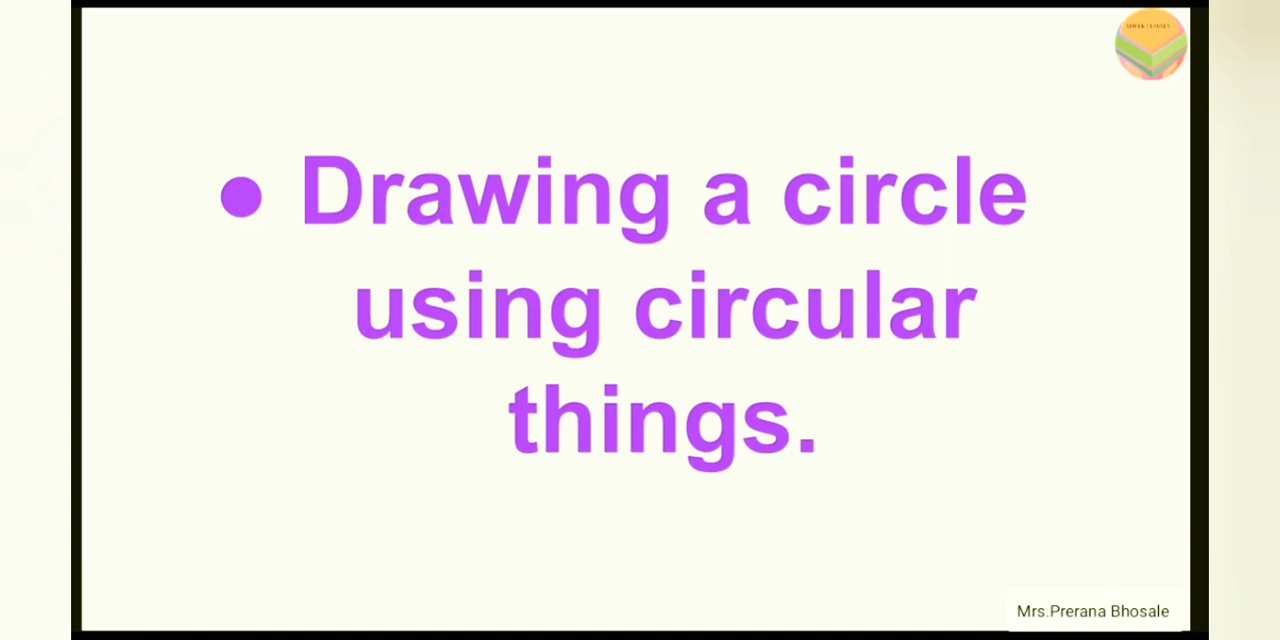 ● Drawing a circle
using circular
things.
Mrs.Prerana Bhosale